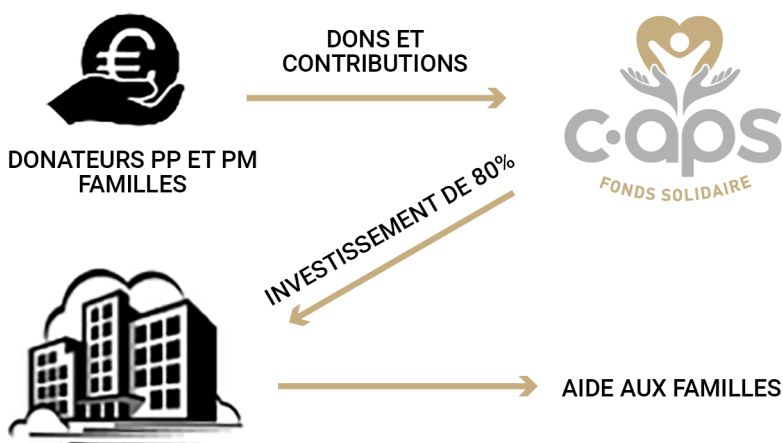 DONS ET
CONTRIBUTIONS
DONATEURS PP ET PM
FAMILLES
c·aps
FONDS SOLIDAIRE
INVESTISSEMENT DE 80%
AIDE AUX FAMILLES